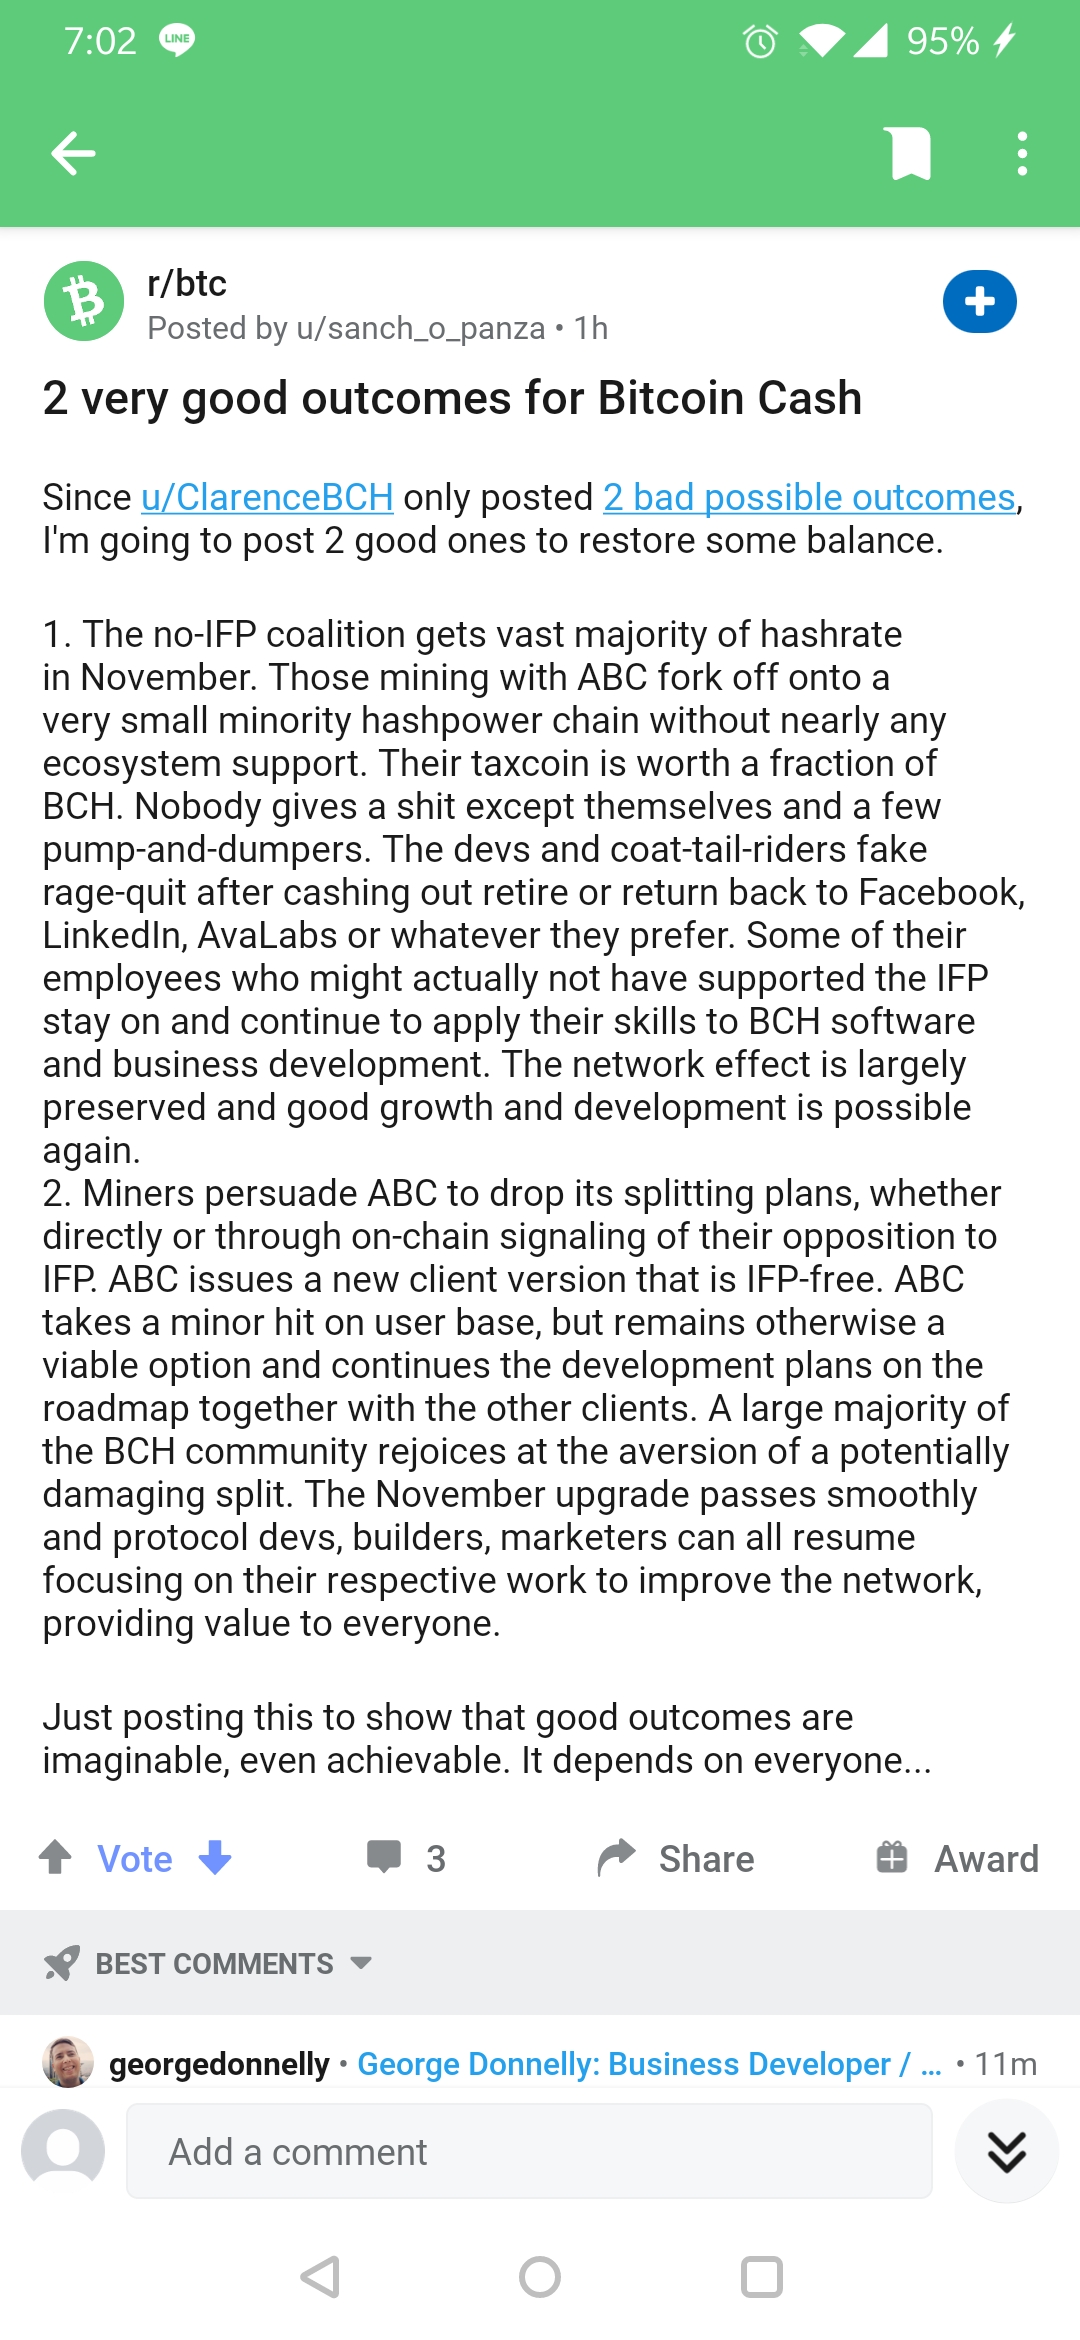 7:02 LINE 95%
r/btc
Posted by u/sanch_o_panza • 1h
2 very good outcomes for Bitcoin Cash
Since u/ClarenceBCH only posted 2 bad possible outcomes,
I'm going to post 2 good ones to restore some balance.
1. The no-IFP coalition gets vast majority of hashrate
in November. Those mining with ABC fork off onto a
very small minority hashpower chain without nearly any
ecosystem support. Their taxcoin is worth a fraction of
BCH. Nobody gives a shit except themselves and a few
pump-and-dumpers. The devs and coat-tail-riders fake
rage-quit after cashing out retire or return back to Facebook,
LinkedIn, AvaLabs or whatever they prefer. Some of their
employees who might actually not have supported the IFP
stay on and continue to apply their skills to BCH software
and business development. The network effect is largely
preserved and good growth and development is possible
again.
2. Miners persuade ABC to drop its splitting plans, whether
directly or through on-chain signaling of their opposition to
IFP. ABC issues a new client version that is IFP-free. ABC
takes a minor hit on user base, but remains otherwise a
viable option and continues the development plans on the
roadmap together with the other clients. A large majority of
the BCH community rejoices at the aversion of a potentially
damaging split. The November upgrade passes smoothly
and protocol devs, builders, marketers can all resume
focusing on their respective work to improve the network,
providing value to everyone.
Just posting this to show that good outcomes are
imaginable, even achievable. It depends on everyone...
Vote 3 Share Award
BEST COMMENTS
georgedonnelly • George Donnelly: Business Developer / ... • 11m
Add a comment